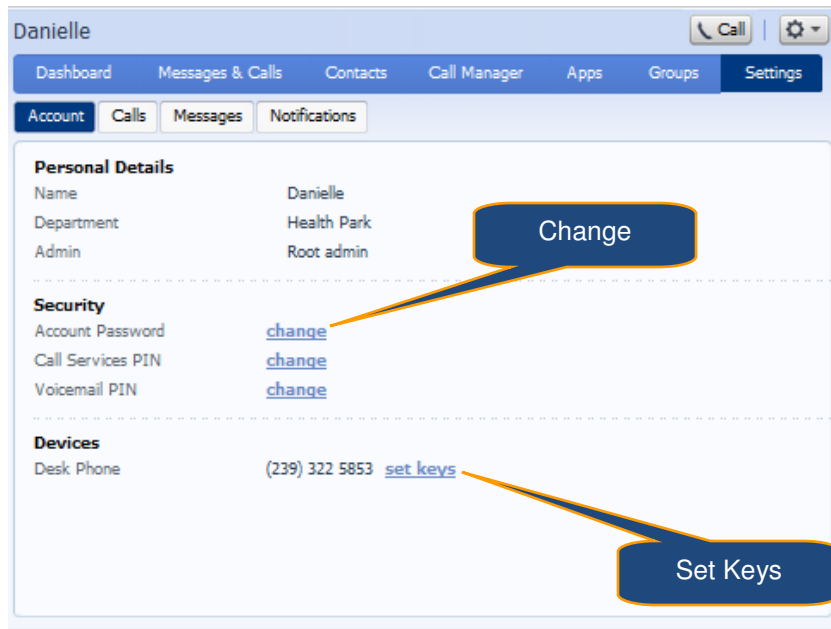 Danielle Call
Dashboard Messages & Calls Contacts Call Manager Apps Groups Settings
Account Calls Messages Notifications
Personal Details
Name Danielle
Department Health Park
Admin Root admin
Change
Security
Account Password change
Call Services PIN change
Voicemail PIN change
Devices
Desk Phone (239) 322 5853 set keys
Set Keys